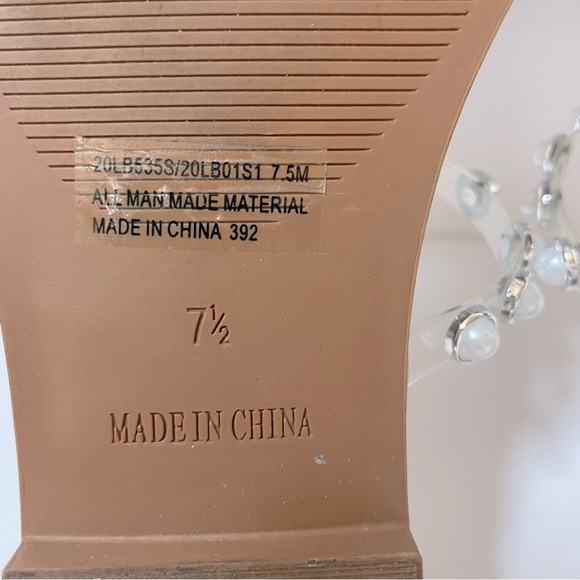 20LB535S/20LB01S1 7.5M
ALL MAN MADE MATERIAL
MADE IN CHINA 392
7½
MADE IN CHINA